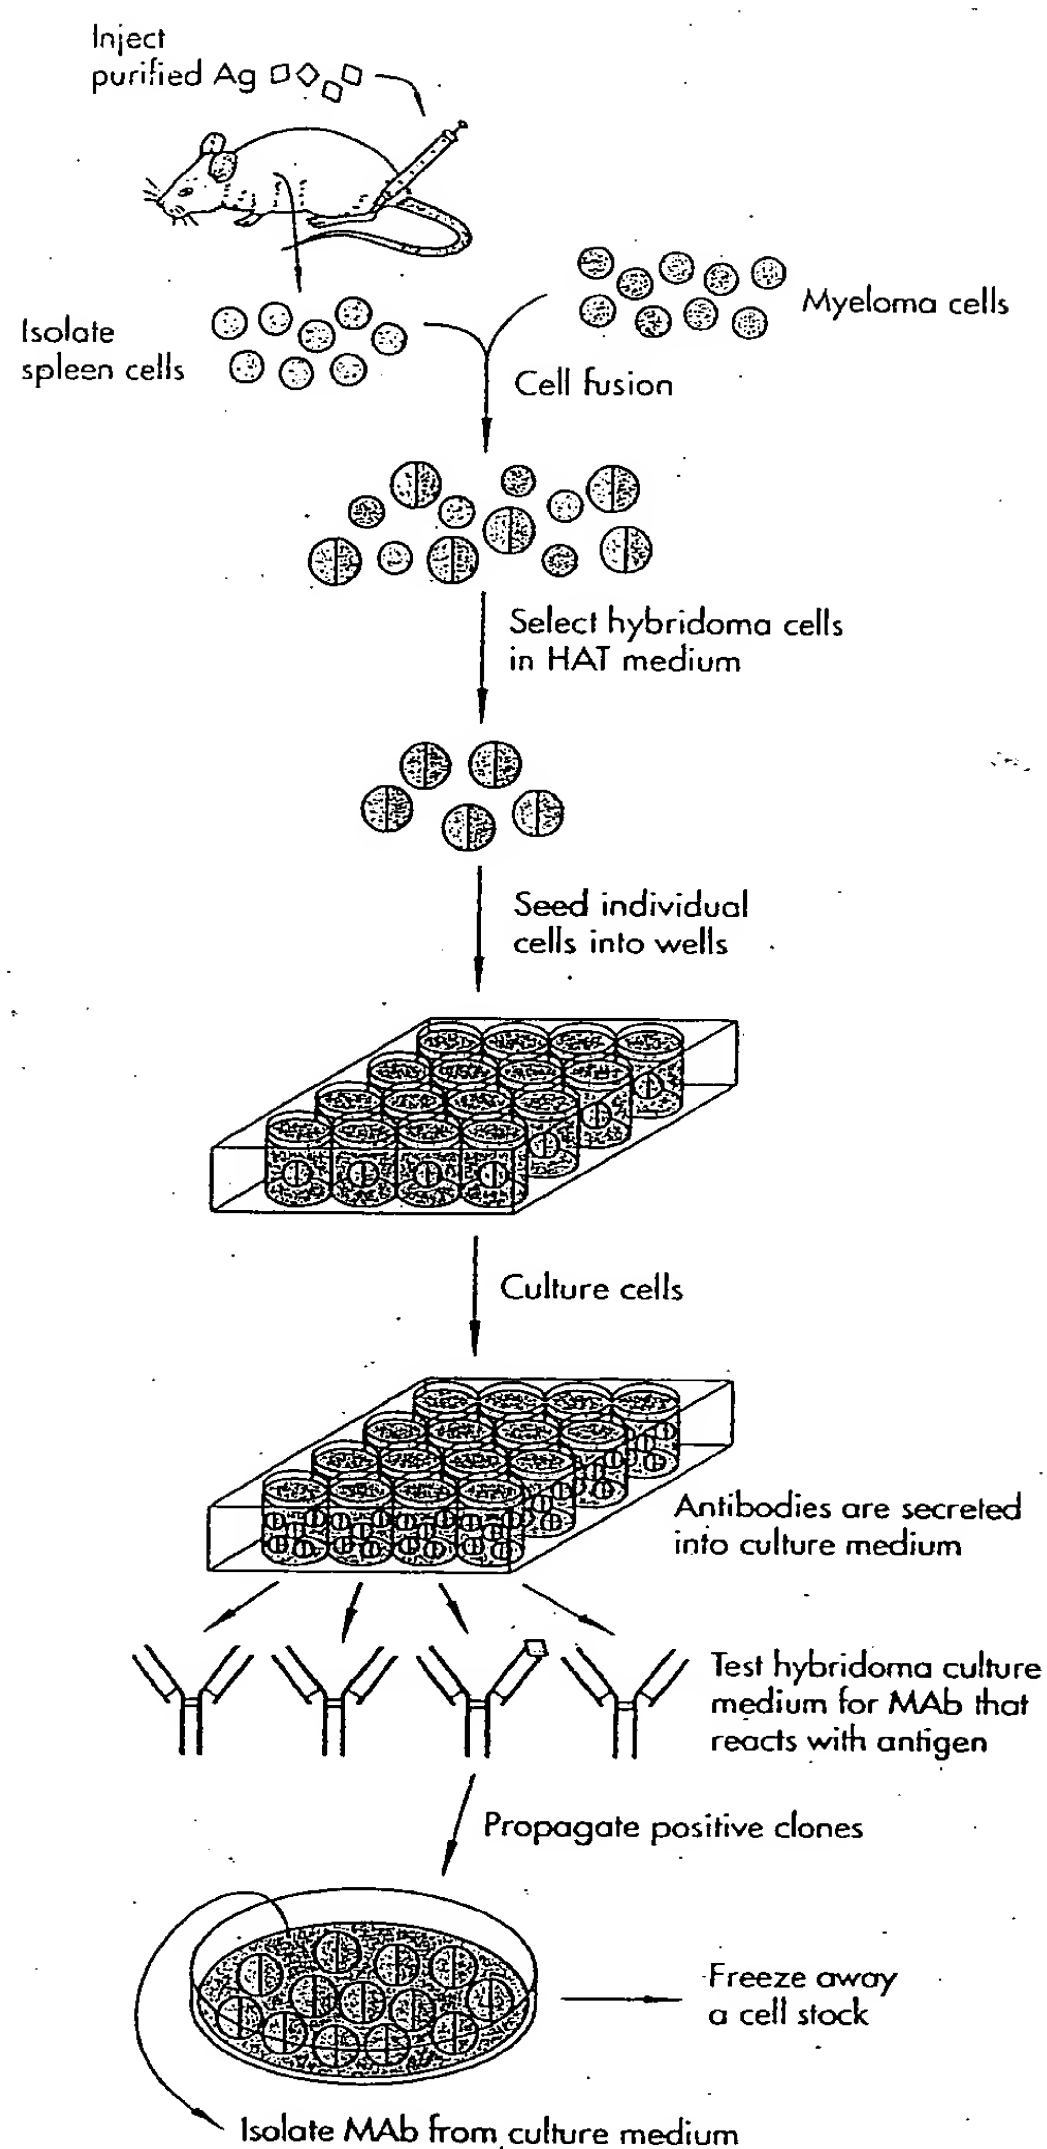 Inject
purified Ag
Isolate
spleen cells
Myeloma cells
Cell fusion
Select hybridoma cells
in HAT medium
Seed individual
cells into wells
Culture cells
Antibodies are secreted
into culture medium
Test hybridoma culture
medium for MAb that
reacts with antigen
Propagate positive clones
Freeze away
a cell stock
Isolate MAb from culture medium